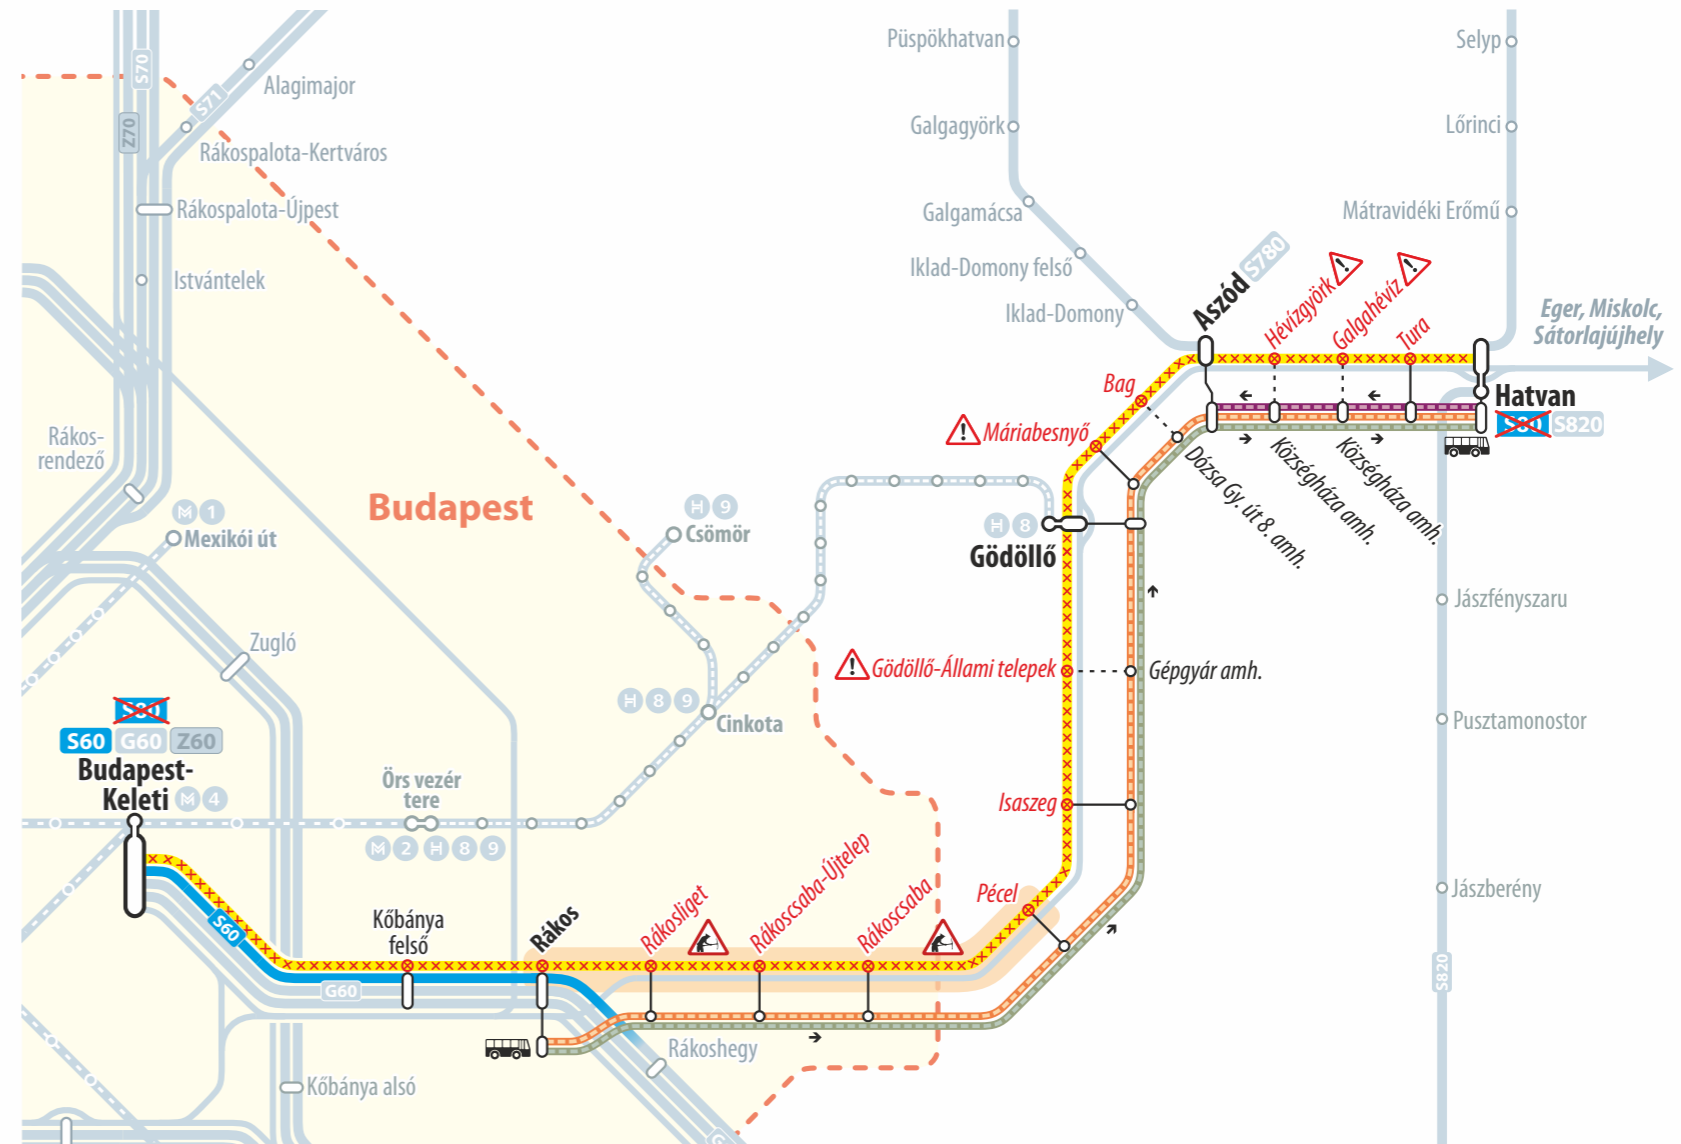 S70
Z70
S71
Alagimajor
Rákospalota-Kertváros
Rákospalota-Újpest
Istvántelek
Rákos-
rendező
M 1
Mexikói út
Zugló
Budapest
H 9
Csömör
H 8 9
Cinkota
S80
S60 G60 Z60
Budapest-
Keleti M 4
Örs vezér
tere
M 2 H 8 9
S60
G60
Kőbánya
felső
Rákos
Rákosliget
Rákoscsaba-Újtelep
Rákoscsaba
Pécel
Rákoshegy
Kőbánya alsó
Isaszeg
Gödöllő-Állami telepek
Gépgyár amh.
H 8
Gödöllő
Máriabesnyő
Bag
Püspökhatvan
Galgagyörk
Galgamácsa
Iklad-Domony felső
Iklad-Domony
Aszód S780
Hévízgyörk
Galgahévíz
Tura
Dózsa Gy. út 8. amh.
Községháza amh.
Községháza amh.
Selyp
Lőrinci
Mátravidéki Erőmű
Eger, Miskolc,
Sátorlajújhely
Hatvan
S80 S820
Jászfényszaru
Pusztamonostor
Jászberény
S820